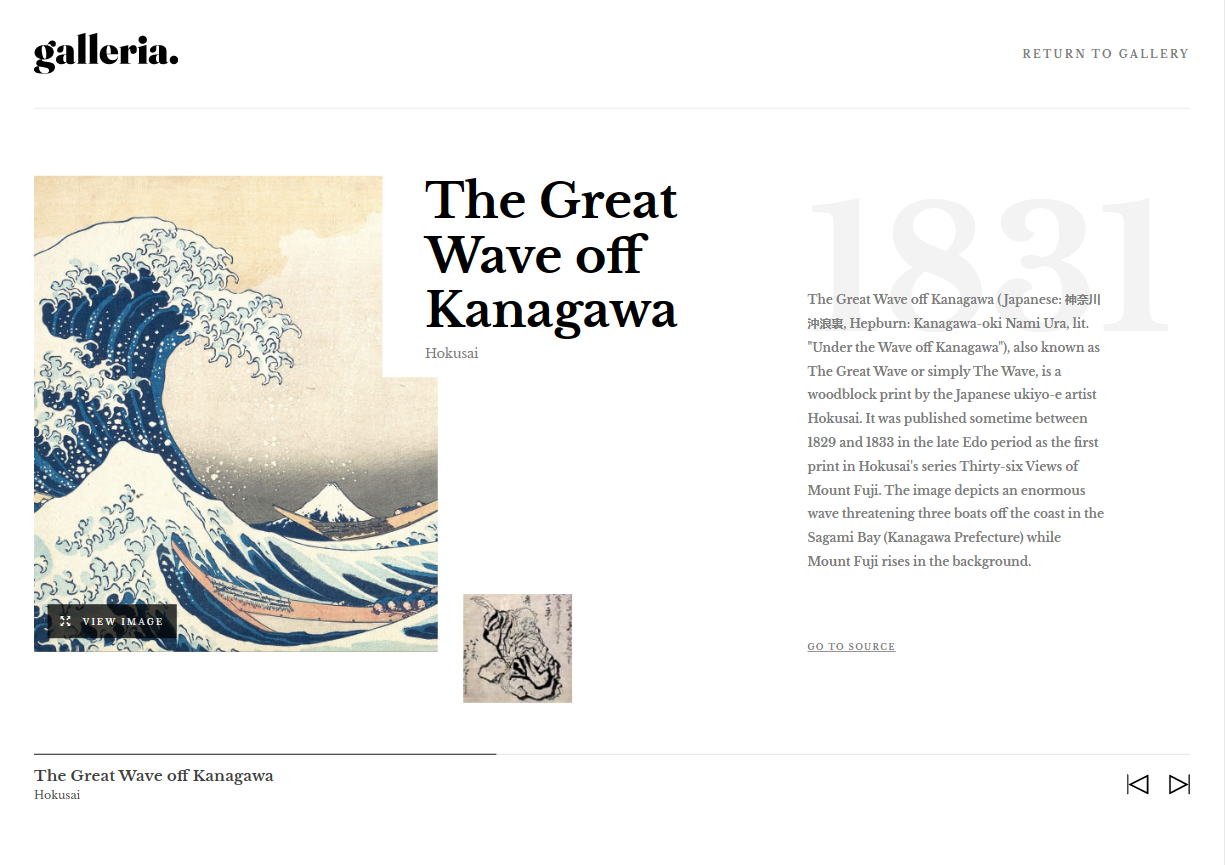 galleria.
RETURN TO GALLERY
The Great
Wave off
Kanagawa
Hokusai
1831
The Great Wave off Kanagawa (Japanese: 神奈川
沖浪裏, Hepburn: Kanagawa-oki Nami Ura, lit.
"Under the Wave off Kanagawa"), also known as
The Great Wave or simply The Wave, is a
woodblock print by the Japanese ukiyo-e artist
Hokusai. It was published sometime between
1829 and 1833 in the late Edo period as the first
print in Hokusai's series Thirty-six Views of
Mount Fuji. The image depicts an enormous
wave threatening three boats off the coast in the
Sagami Bay (Kanagawa Prefecture) while
Mount Fuji rises in the background.
VIEW IMAGE
GO TO SOURCE
The Great Wave off Kanagawa
Hokusai